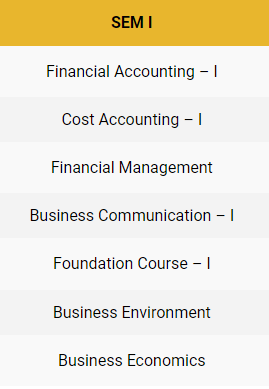 SEM I
Financial Accounting – I
Cost Accounting – I
Financial Management
Business Communication – I
Foundation Course – I
Business Environment
Business Economics